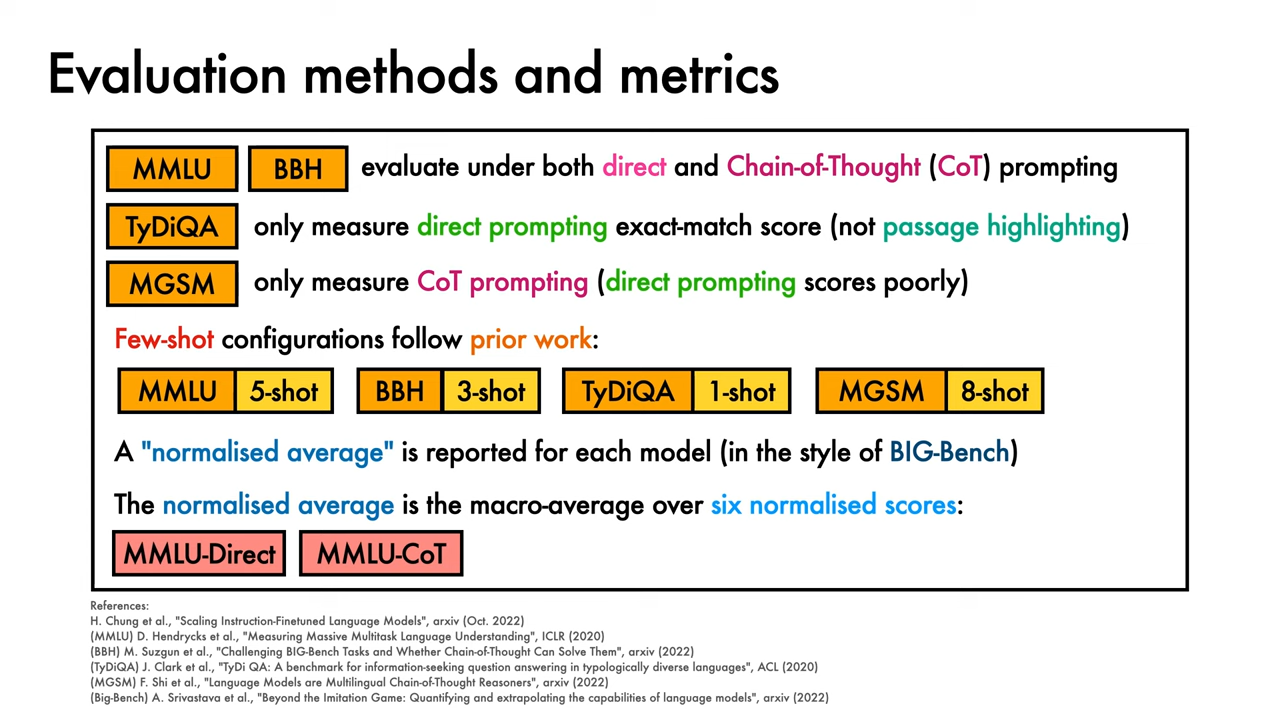 Evaluation methods and metrics
MMLU BBH evaluate under both direct and Chain-of-Thought (CoT) prompting
TyDiQA only measure direct prompting exact-match score (not passage highlighting)
MGSM only measure CoT prompting (direct prompting scores poorly)
Few-shot configurations follow prior work:
MMLU 5-shot BBH 3-shot TyDiQA 1-shot MGSM 8-shot
A "normalised average" is reported for each model (in the style of BIG-Bench)
The normalised average is the macro-average over six normalised scores:
MMLU-Direct MMLU-CoT
References:
H. Chung et al., "Scaling Instruction-Finetuned Language Models", arxiv (Oct. 2022)
(MMLU) D. Hendrycks et al., "Measuring Massive Multitask Language Understanding", ICLR (2020)
(BBH) M. Suzgun et al., "Challenging BIG-Bench Tasks and Whether Chain-of-Thought Can Solve Them", arxiv (2022)
(TyDiQA) J. Clark et al., "TyDi QA: A benchmark for information-seeking question answering in typologically diverse languages", ACL (2020)
(MGSM) F. Shi et al., "Language Models are Multilingual Chain-of-Thought Reasoners", arxiv (2022)
(Big-Bench) A. Srivastava et al., "Beyond the Imitation Game: Quantifying and extrapolating the capabilities of language models", arxiv (2022)